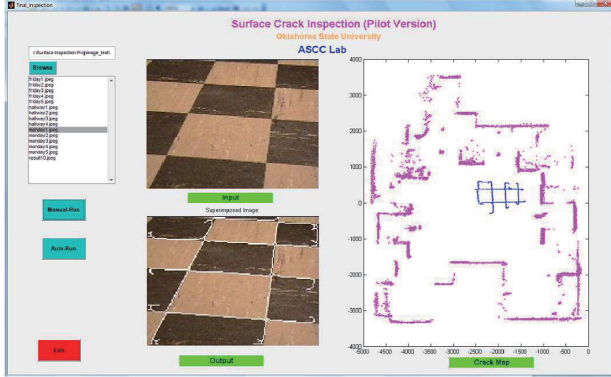 final_inspection
Surface Crack Inspection (Pilot Version)
Oklahoma State University
ASCC Lab
Browse
friday1.jpeg
friday2.jpeg
friday3.jpeg
friday4.jpeg
friday5.jpeg
hallway1.jpeg
hallway2.jpeg
hallway3.jpeg
hallway4.jpeg
monday1.jpeg
monday2.jpeg
monday3.jpeg
monday4.jpeg
monday5.jpeg
result10.jpeg
Manual-Run
Auto-Run
Exit
Input
Superimposed Image
Output
4000
3000
2000
1000
0
-1000
-2000
-3000
-4000
-5000 -4500 -4000 -3500 -3000 -2500 -2000 -1500 -1000 -500 0
Crack Map